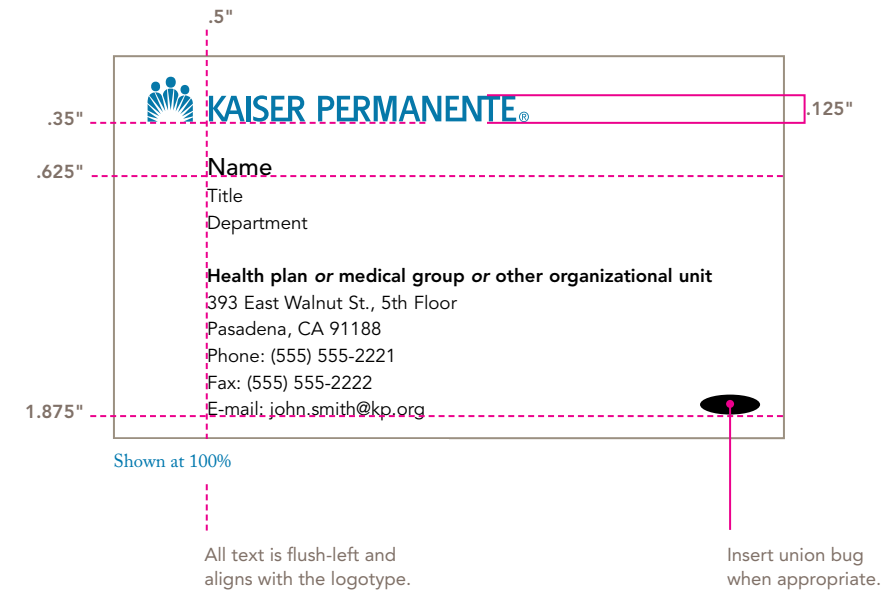 .5"
KAISER PERMANENTE®
.125"
.35"
.625"
Name
Title
Department
Health plan or medical group or other organizational unit
393 East Walnut St., 5th Floor
Pasadena, CA 91188
Phone: (555) 555-2221
Fax: (555) 555-2222
1.875"
E-mail: john.smith@kp.org
Shown at 100%
All text is flush-left and
aligns with the logotype.
Insert union bug
when appropriate.